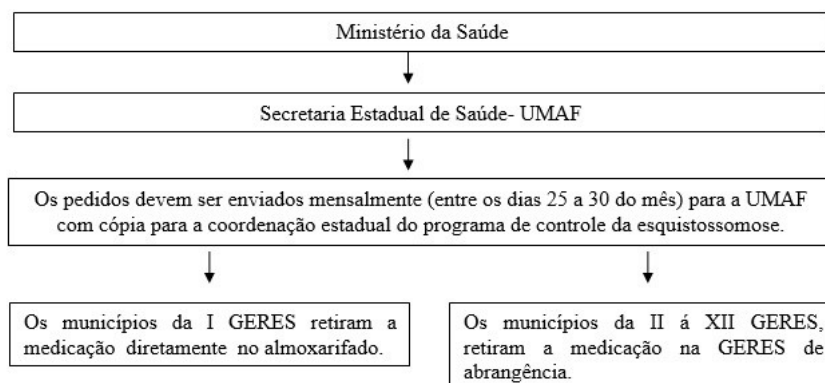 Ministério da Saúde
Secretaria Estadual de Saúde- UMAF
Os pedidos devem ser enviados mensalmente (entre os dias 25 a 30 do mês) para a UMAF
com cópia para a coordenação estadual do programa de controle da esquistossomose.
Os municípios da I GERES retiram a
medicação diretamente no almoxarifado.
Os municípios da II á XII GERES,
retiram a medicação na GERES de
abrangência.